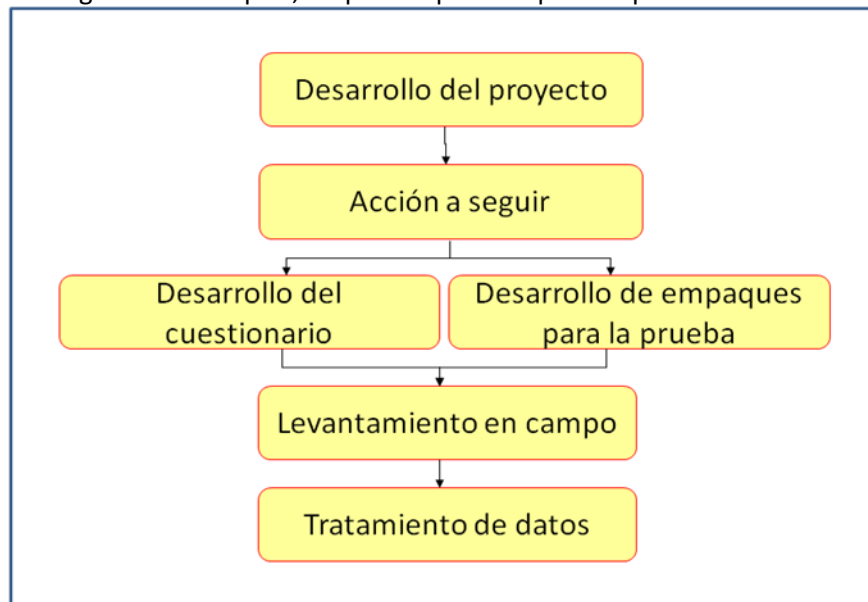 Desarrollo del proyecto
Acción a seguir
Desarrollo del
cuestionario
Desarrollo de empaques
para la prueba
Levantamiento en campo
Tratamiento de datos